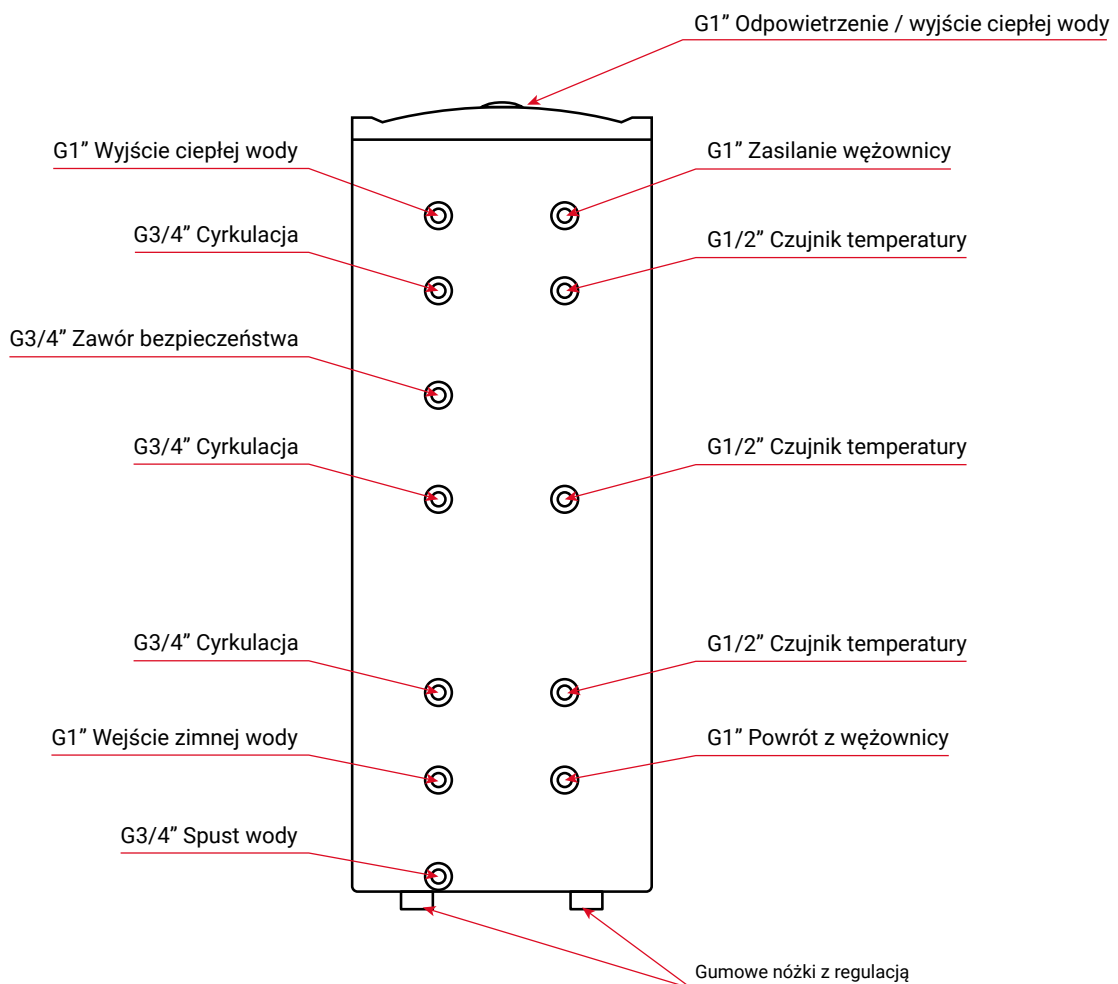 G1” Odpowietrzenie / wyjście ciepłej wody
G1” Wyjście ciepłej wody
G1” Zasilanie wężownicy
G3/4” Cyrkulacja
G1/2” Czujnik temperatury
G3/4” Zawór bezpieczeństwa
G3/4” Cyrkulacja
G1/2” Czujnik temperatury
G3/4” Cyrkulacja
G1/2” Czujnik temperatury
G1” Wejście zimnej wody
G1” Powrót z wężownicy
G3/4” Spust wody
Gumowe nóżki z regulacją